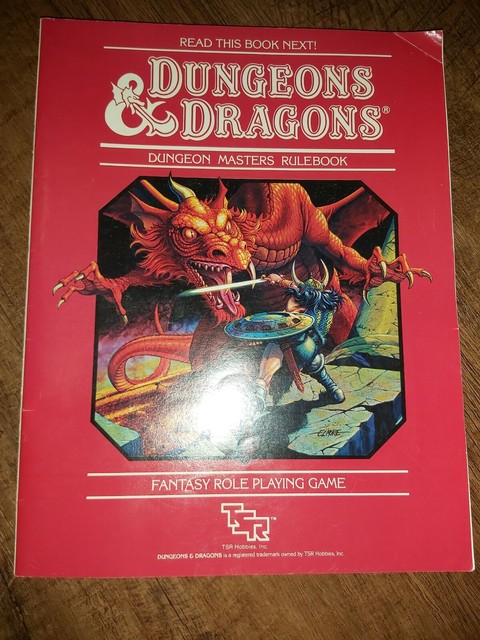 READ THIS BOOK NEXT!
DUNGEONS
& DRAGONS®
DUNGEON MASTERS RULEBOOK
ELMORE
FANTASY ROLE PLAYING GAME
TSR™
TSR Hobbies, Inc.
DUNGEONS & DRAGONS is a registered trademark owned by TSR Hobbies, Inc.